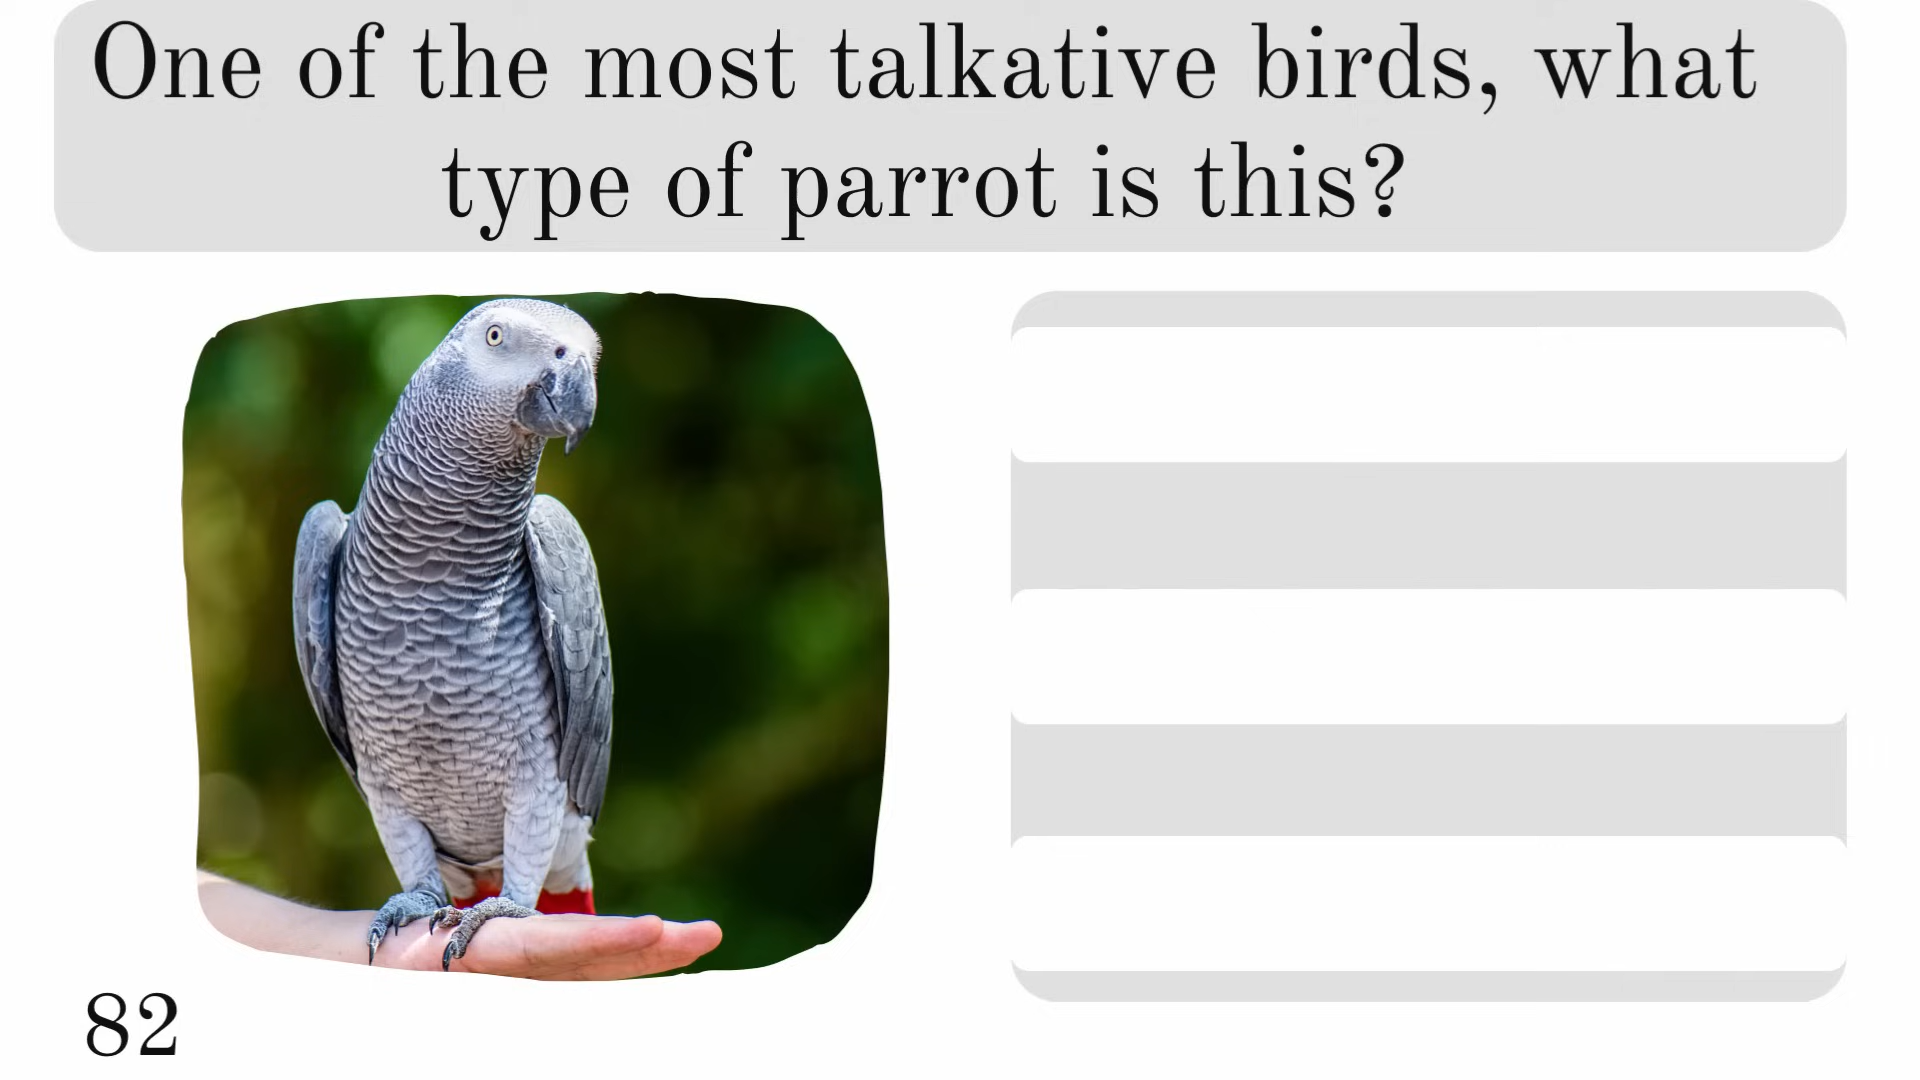 One of the most talkative birds, what
type of parrot is this?
82